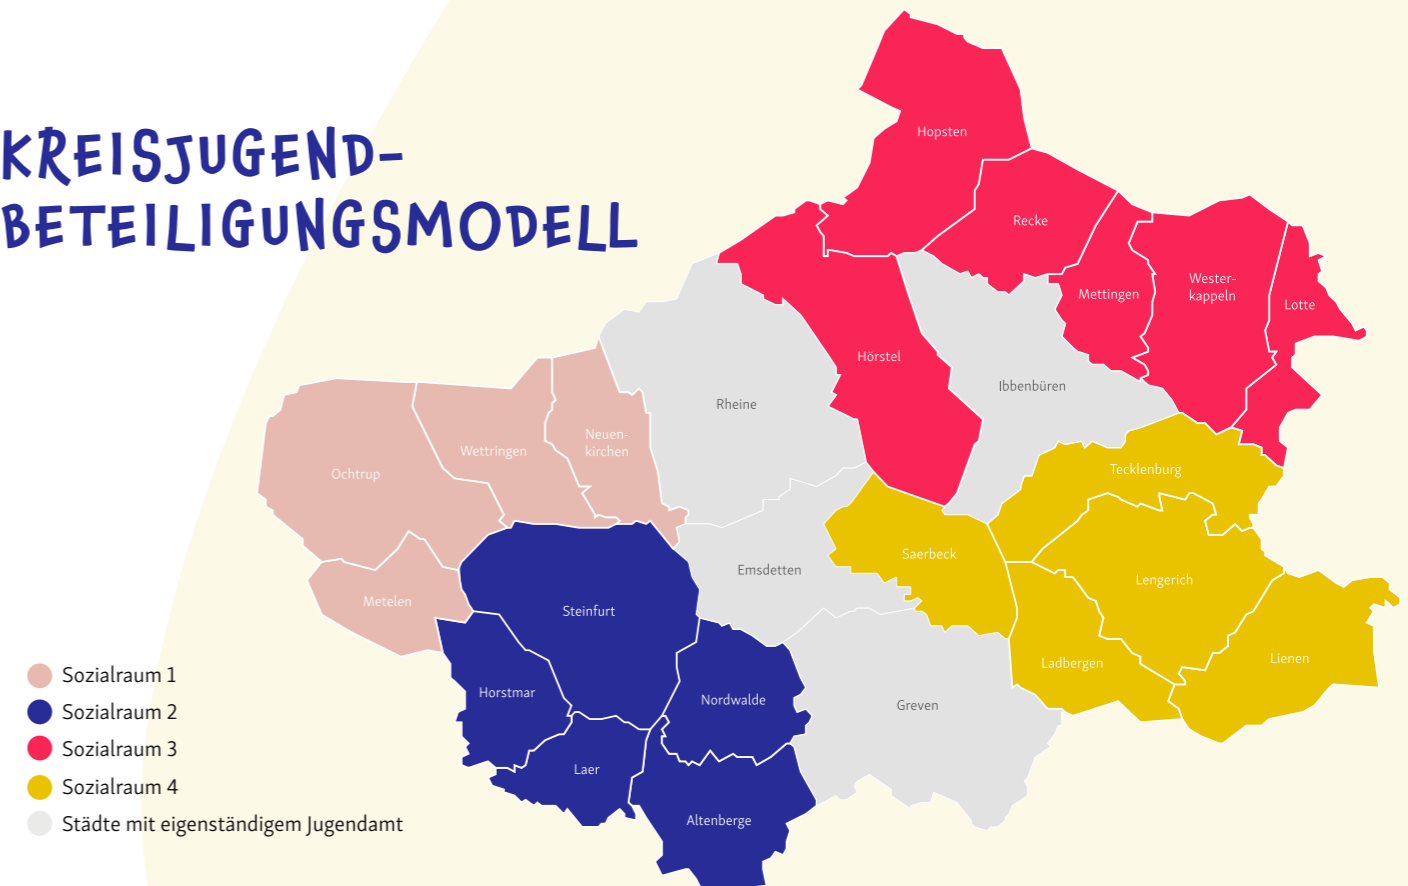 KREISJUGEND-
BETEILIGUNGSMODELL
Hopsten
Recke
Mettingen
Wester-
kappeln
Lotte
Hörstel
Ibbenbüren
Rheine
Neuen-
kirchen
Wettringen
Ochtrup
Tecklenburg
Saerbeck
Emsdetten
Lengerich
Metelen
Steinfurt
Ladbergen
Lienen
Horstmar
Nordwalde
Greven
Laer
Altenberge
Sozialraum 1
Sozialraum 2
Sozialraum 3
Sozialraum 4
Städte mit eigenständigem Jugendamt